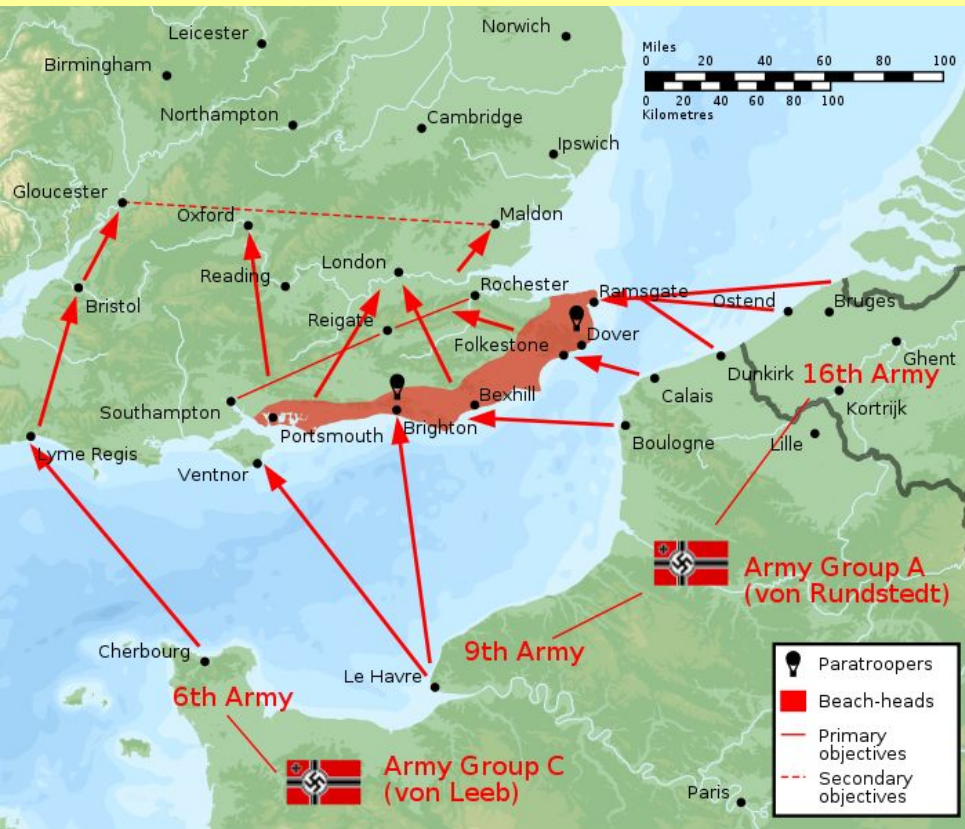 Leicester
Norwich
Birmingham
Miles
0 20 40 60 80 100
0 20 40 60 80 100
Kilometres
Northampton
Cambridge
Ipswich
Gloucester
Oxford
Maldon
London
Reading
Rochester
Ramsgate
Bristol
Ostend
Bruges
Reigate
Dover
Folkestone
Ghent
Dunkirk
16th Army
Calais
Bexhill
Kortrijk
Southampton
Portsmouth
Brighton
Boulogne
Lille
Lyme Regis
Ventnor
Army Group A
(von Rundstedt)
Cherbourg
9th Army
Le Havre
6th Army
Paratroopers
Beach-heads
Primary
objectives
Secondary
objectives
Army Group C
(von Leeb)
Paris